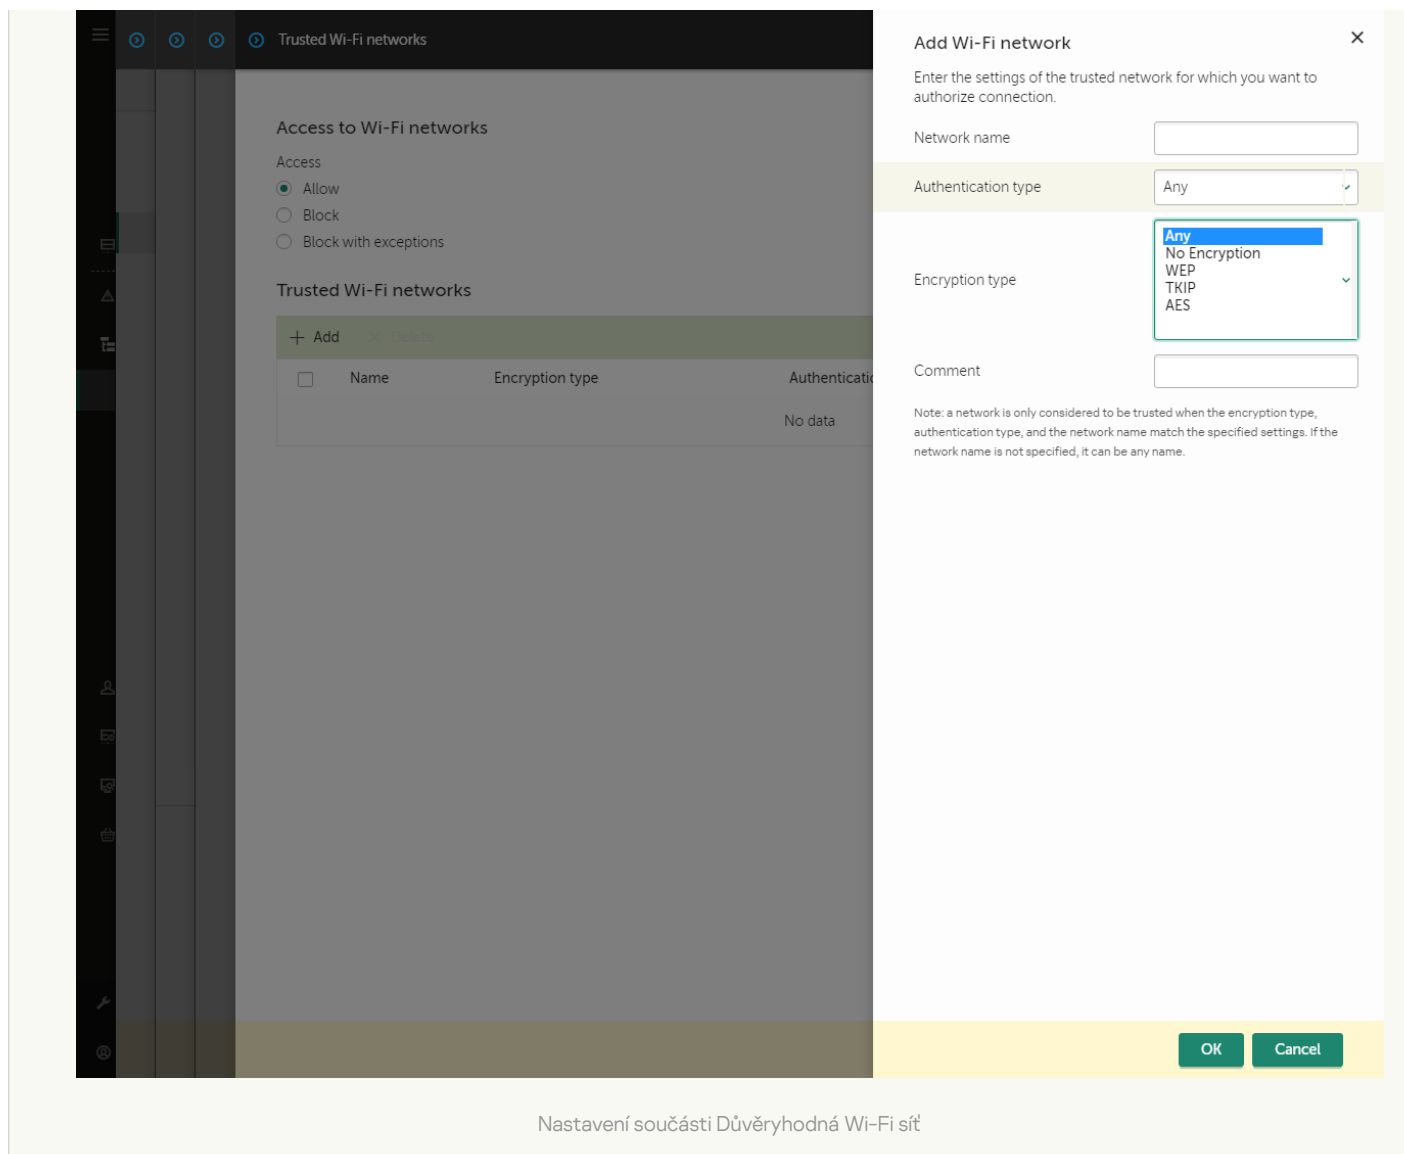 Trusted Wi-Fi networks
Access to Wi-Fi networks
Access
Allow
Block
Block with exceptions
Trusted Wi-Fi networks
+ Add × Delete
Name Encryption type Authenticatic
No data
Add Wi-Fi network
Enter the settings of the trusted network for which you want to
authorize connection.
Network name
Authentication type Any
Encryption type
Any
No Encryption
WEP
TKIP
AES
Comment
Note: a network is only considered to be trusted when the encryption type,
authentication type, and the network name match the specified settings. If the
network name is not specified, it can be any name.
OK Cancel
Nastavení součásti Důvěryhodná Wi-Fi síť